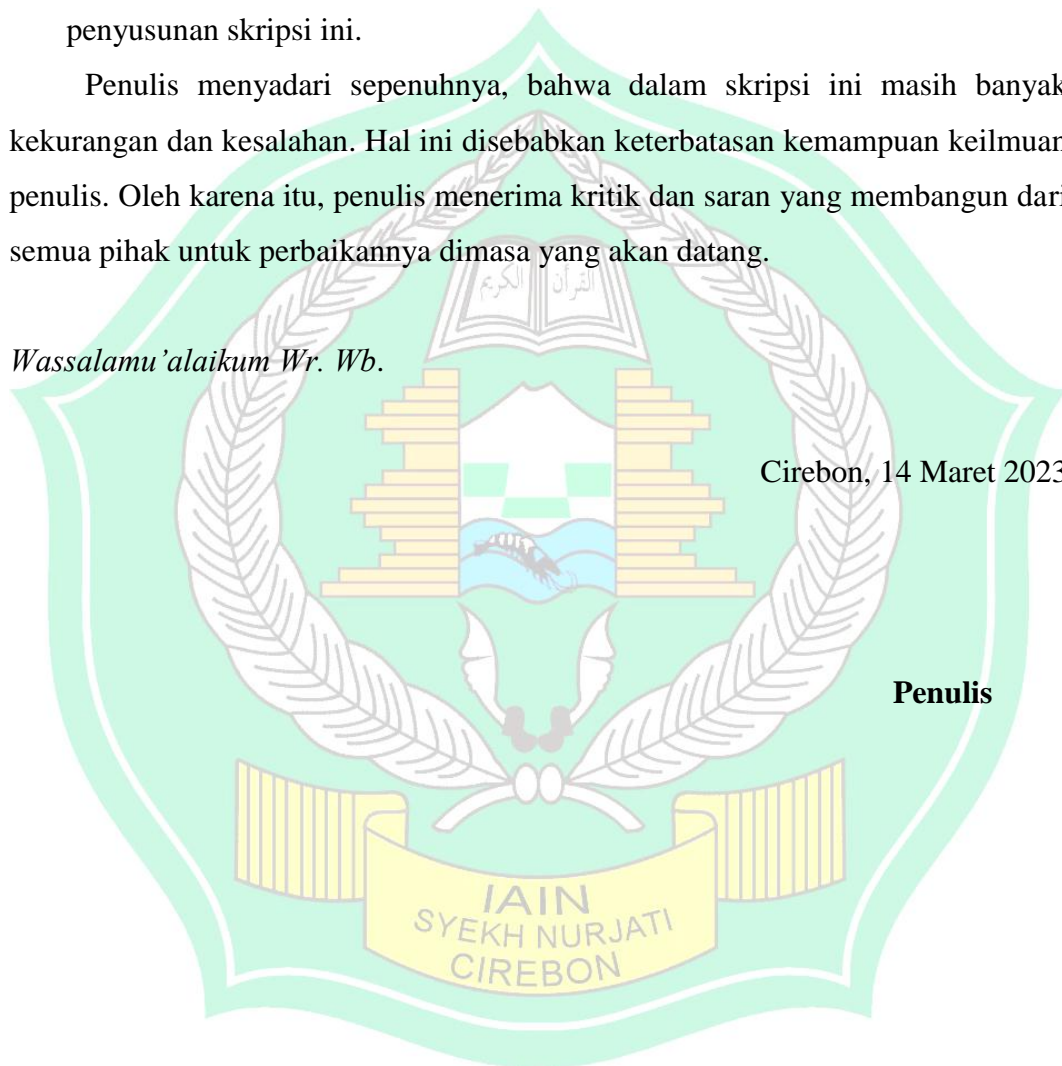 penyusunan skripsi ini.
Penulis menyadari sepenuhnya, bahwa dalam skripsi ini masih banyak
kekurangan dan kesalahan. Hal ini disebabkan keterbatasan kemampuan keilmuan
penulis. Oleh karena itu, penulis menerima kritik dan saran yang membangun dari
semua pihak untuk perbaikannya dimasa yang akan datang.
القرآن الكريم
Wassalamu’alaikum Wr. Wb.
Cirebon, 14 Maret 2023
Penulis
IAIN
SYEKH NURJATI
CIREBON